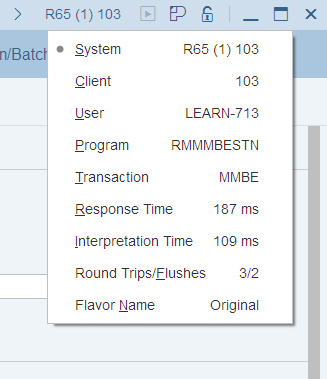 R65 (1) 103
n/Batch
System R65 (1) 103
Client 103
User LEARN-713
Program RMMMBESTN
Transaction MMBE
Response Time 187 ms
Interpretation Time 109 ms
Round Trips/Flushes 3/2
Flavor Name Original